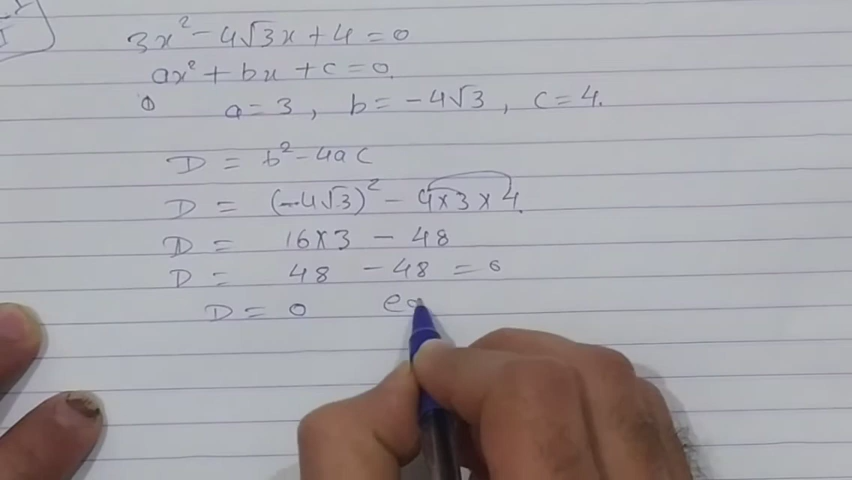 3x² - 4√3x + 4 = 0
ax² + bx + c = 0.
a = 3, b = -4√3, c = 4.
D = b² - 4ac
D = (-4√3)² - 4×3×4.
D = 16×3 - 48
D = 48 - 48 = 0
D = 0